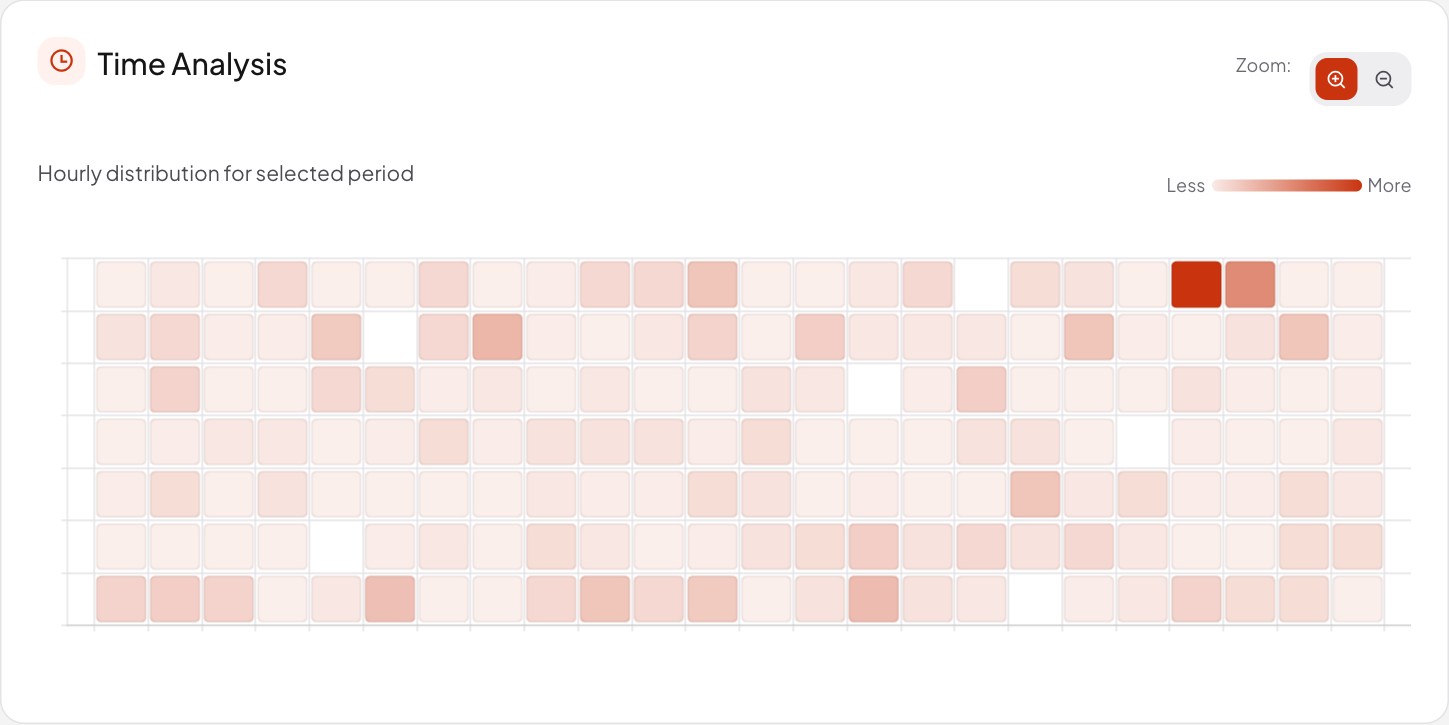 Time Analysis
Zoom:
Hourly distribution for selected period
Less
More